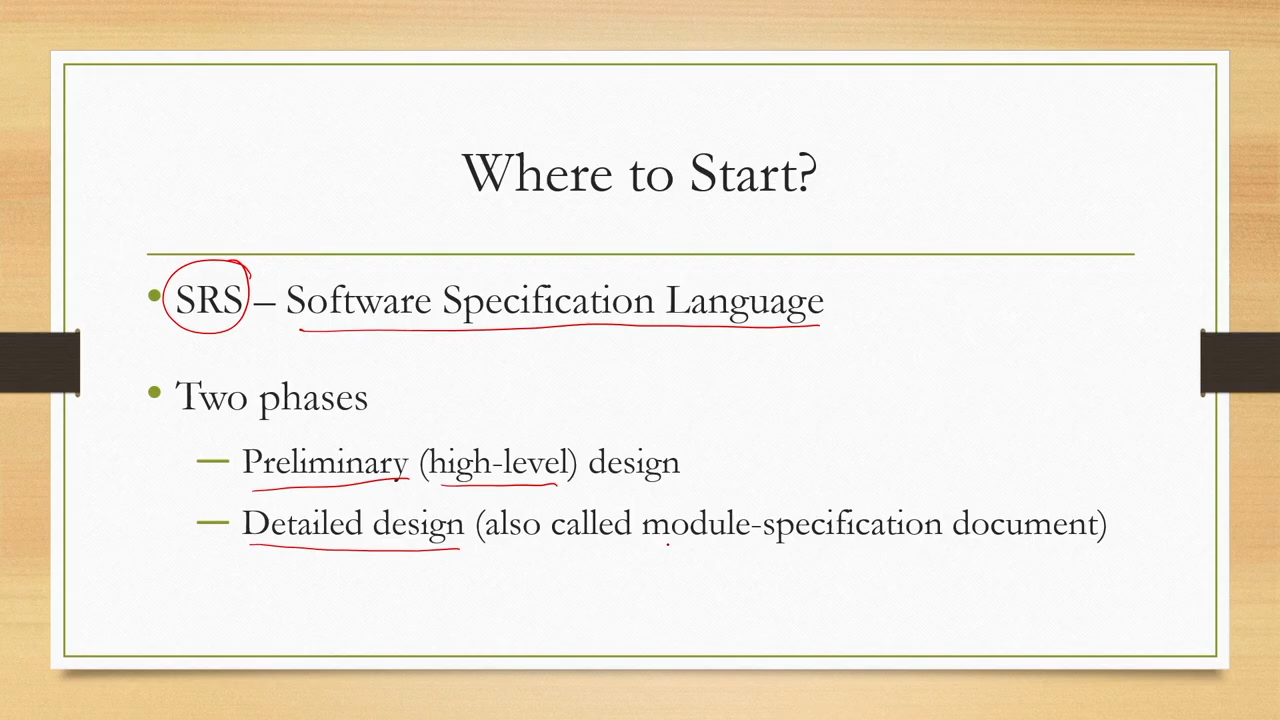 Where to Start?
• SRS – Software Specification Language
• Two phases
— Preliminary (high-level) design
— Detailed design (also called module-specification document)